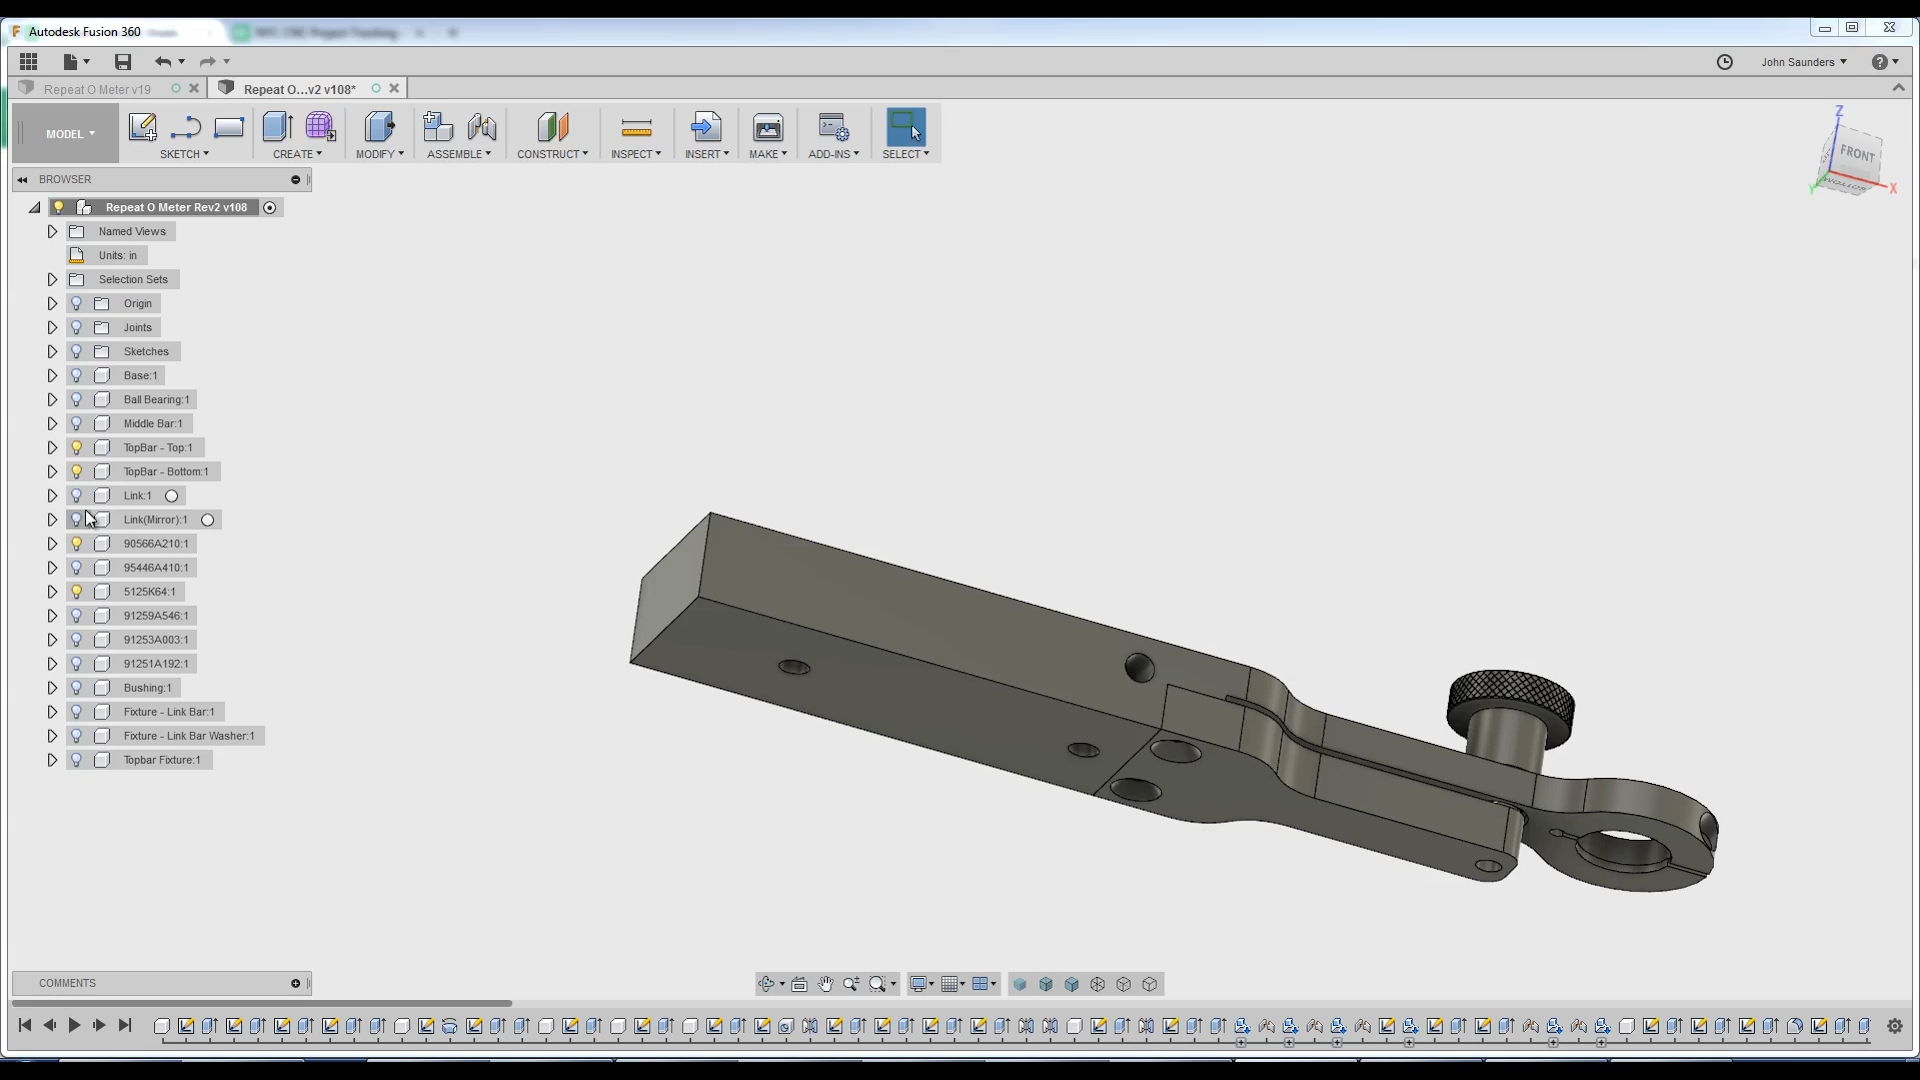 Autodesk Fusion 360
John Saunders
Repeat O Meter v19
Repeat O...v2 v108*
MODEL
SKETCH
CREATE
MODIFY
ASSEMBLE
CONSTRUCT
INSPECT
INSERT
MAKE
ADD-INS
SELECT
Z
FRONT
BOTTOM
X
Y
BROWSER
Repeat O Meter Rev2 v108
Named Views
Units: in
Selection Sets
Origin
Joints
Sketches
Base:1
Ball Bearing:1
Middle Bar:1
TopBar - Top:1
TopBar - Bottom:1
Link:1
Link(Mirror):1
90566A210:1
95446A410:1
5125K64:1
91259A546:1
91253A003:1
91251A192:1
Bushing:1
Fixture - Link Bar:1
Fixture - Link Bar Washer:1
Topbar Fixture:1
COMMENTS